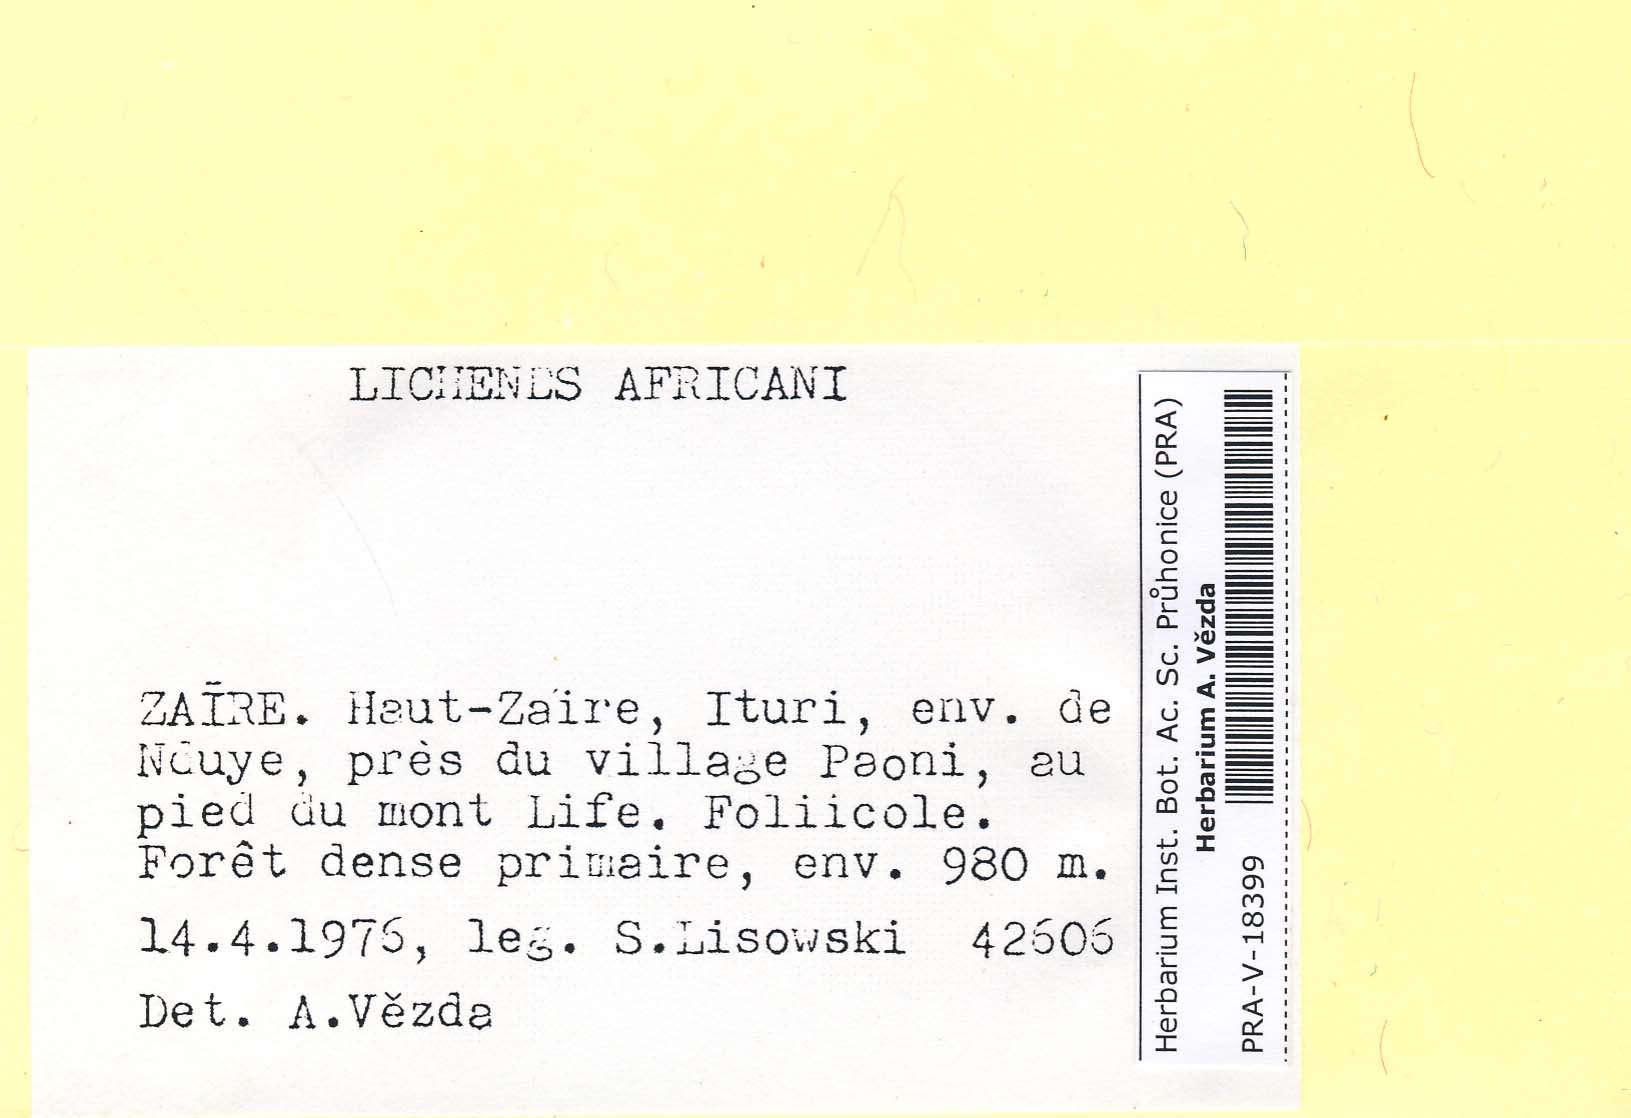 LICHENES AFRICANI
ZAÏRE. Haut-Zaïre, Ituri, env. de
Nduye, près du village Paoni, au
pied du mont Life. Foliicole.
Forêt dense primaire, env. 980 m.
14.4.1976, leg. S.Lisowski 42606
Det. A.Vězda
Herbarium Inst. Bot. Ac. Sc. Průhonice (PRA)
Herbarium A. Vězda
PRA-V-18399